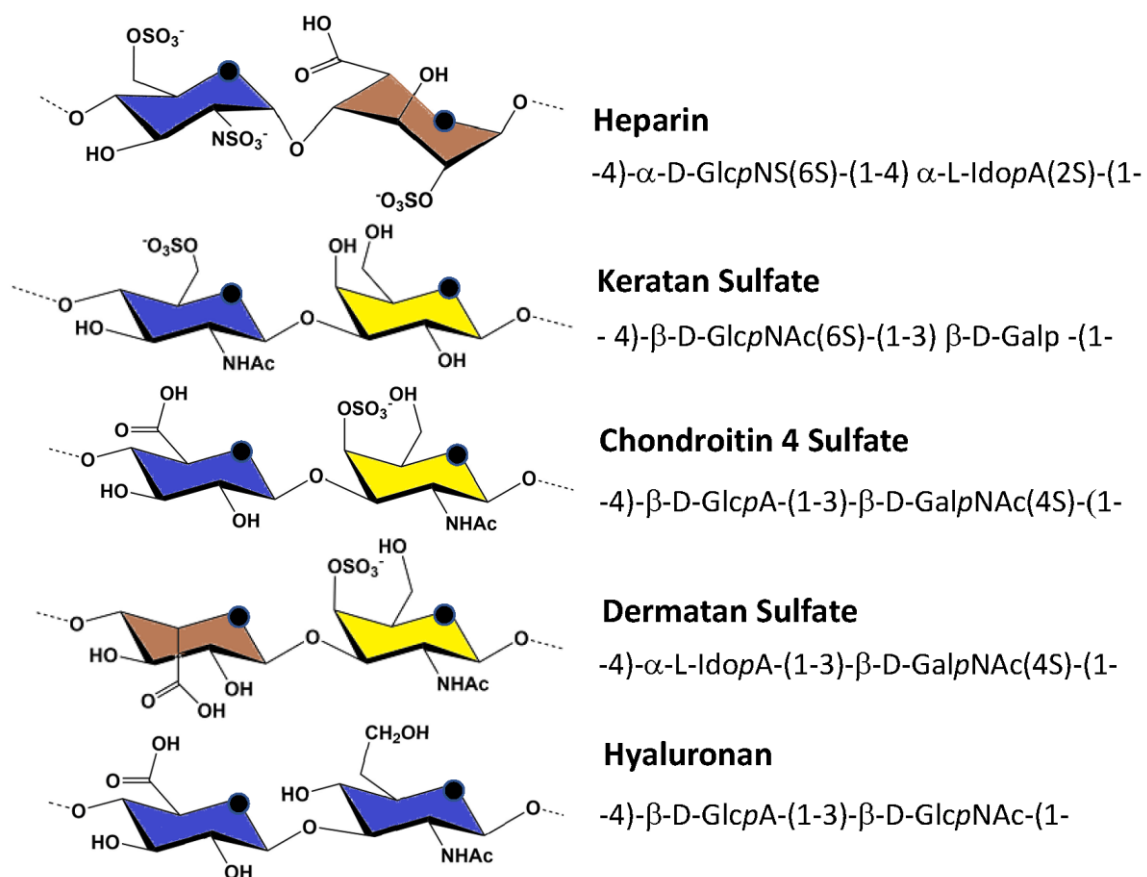 OSO₃⁻
O
HO
NSO₃⁻
O
HO
O
OH
O
⁻O₃SO
Heparin
-4)-α-D-GlcpNS(6S)-(1-4) α-L-IdopA(2S)-(1-
⁻O₃SO
O
HO
NHAc
O
OH
HO
OH
O
Keratan Sulfate
- 4)-β-D-GlcpNAc(6S)-(1-3) β-D-Galp -(1-
OH
O
O
HO
OH
O
OSO₃⁻
OH
NHAc
O
Chondroitin 4 Sulfate
-4)-β-D-GlcpA-(1-3)-β-D-GalpNAc(4S)-(1-
O
HO
O
OH
OH
O
OSO₃⁻
HO
NHAc
O
Dermatan Sulfate
-4)-α-L-IdopA-(1-3)-β-D-GalpNAc(4S)-(1-
OH
O
O
HO
OH
O
CH₂OH
HO
NHAc
O
Hyaluronan
-4)-β-D-GlcpA-(1-3)-β-D-GlcpNAc-(1-